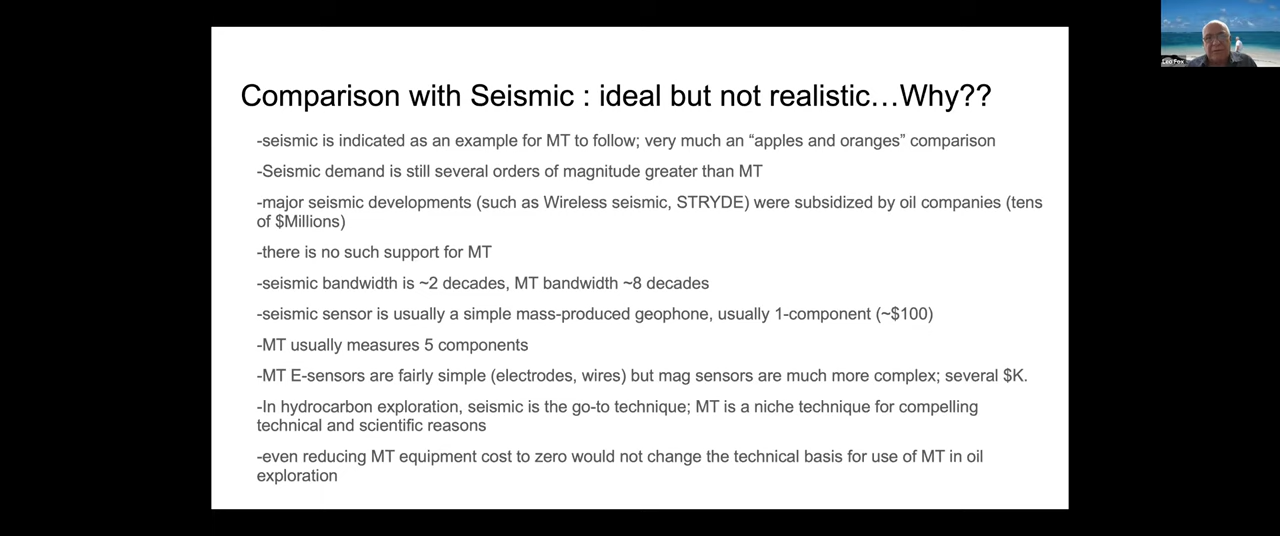 Comparison with Seismic : ideal but not realistic…Why??
-seismic is indicated as an example for MT to follow; very much an “apples and oranges” comparison
-Seismic demand is still several orders of magnitude greater than MT
-major seismic developments (such as Wireless seismic, STRYDE) were subsidized by oil companies (tens
of $Millions)
-there is no such support for MT
-seismic bandwidth is ~2 decades, MT bandwidth ~8 decades
-seismic sensor is usually a simple mass-produced geophone, usually 1-component (~$100)
-MT usually measures 5 components
-MT E-sensors are fairly simple (electrodes, wires) but mag sensors are much more complex; several $K.
-In hydrocarbon exploration, seismic is the go-to technique; MT is a niche technique for compelling
technical and scientific reasons
-even reducing MT equipment cost to zero would not change the technical basis for use of MT in oil
exploration
Leo Fox